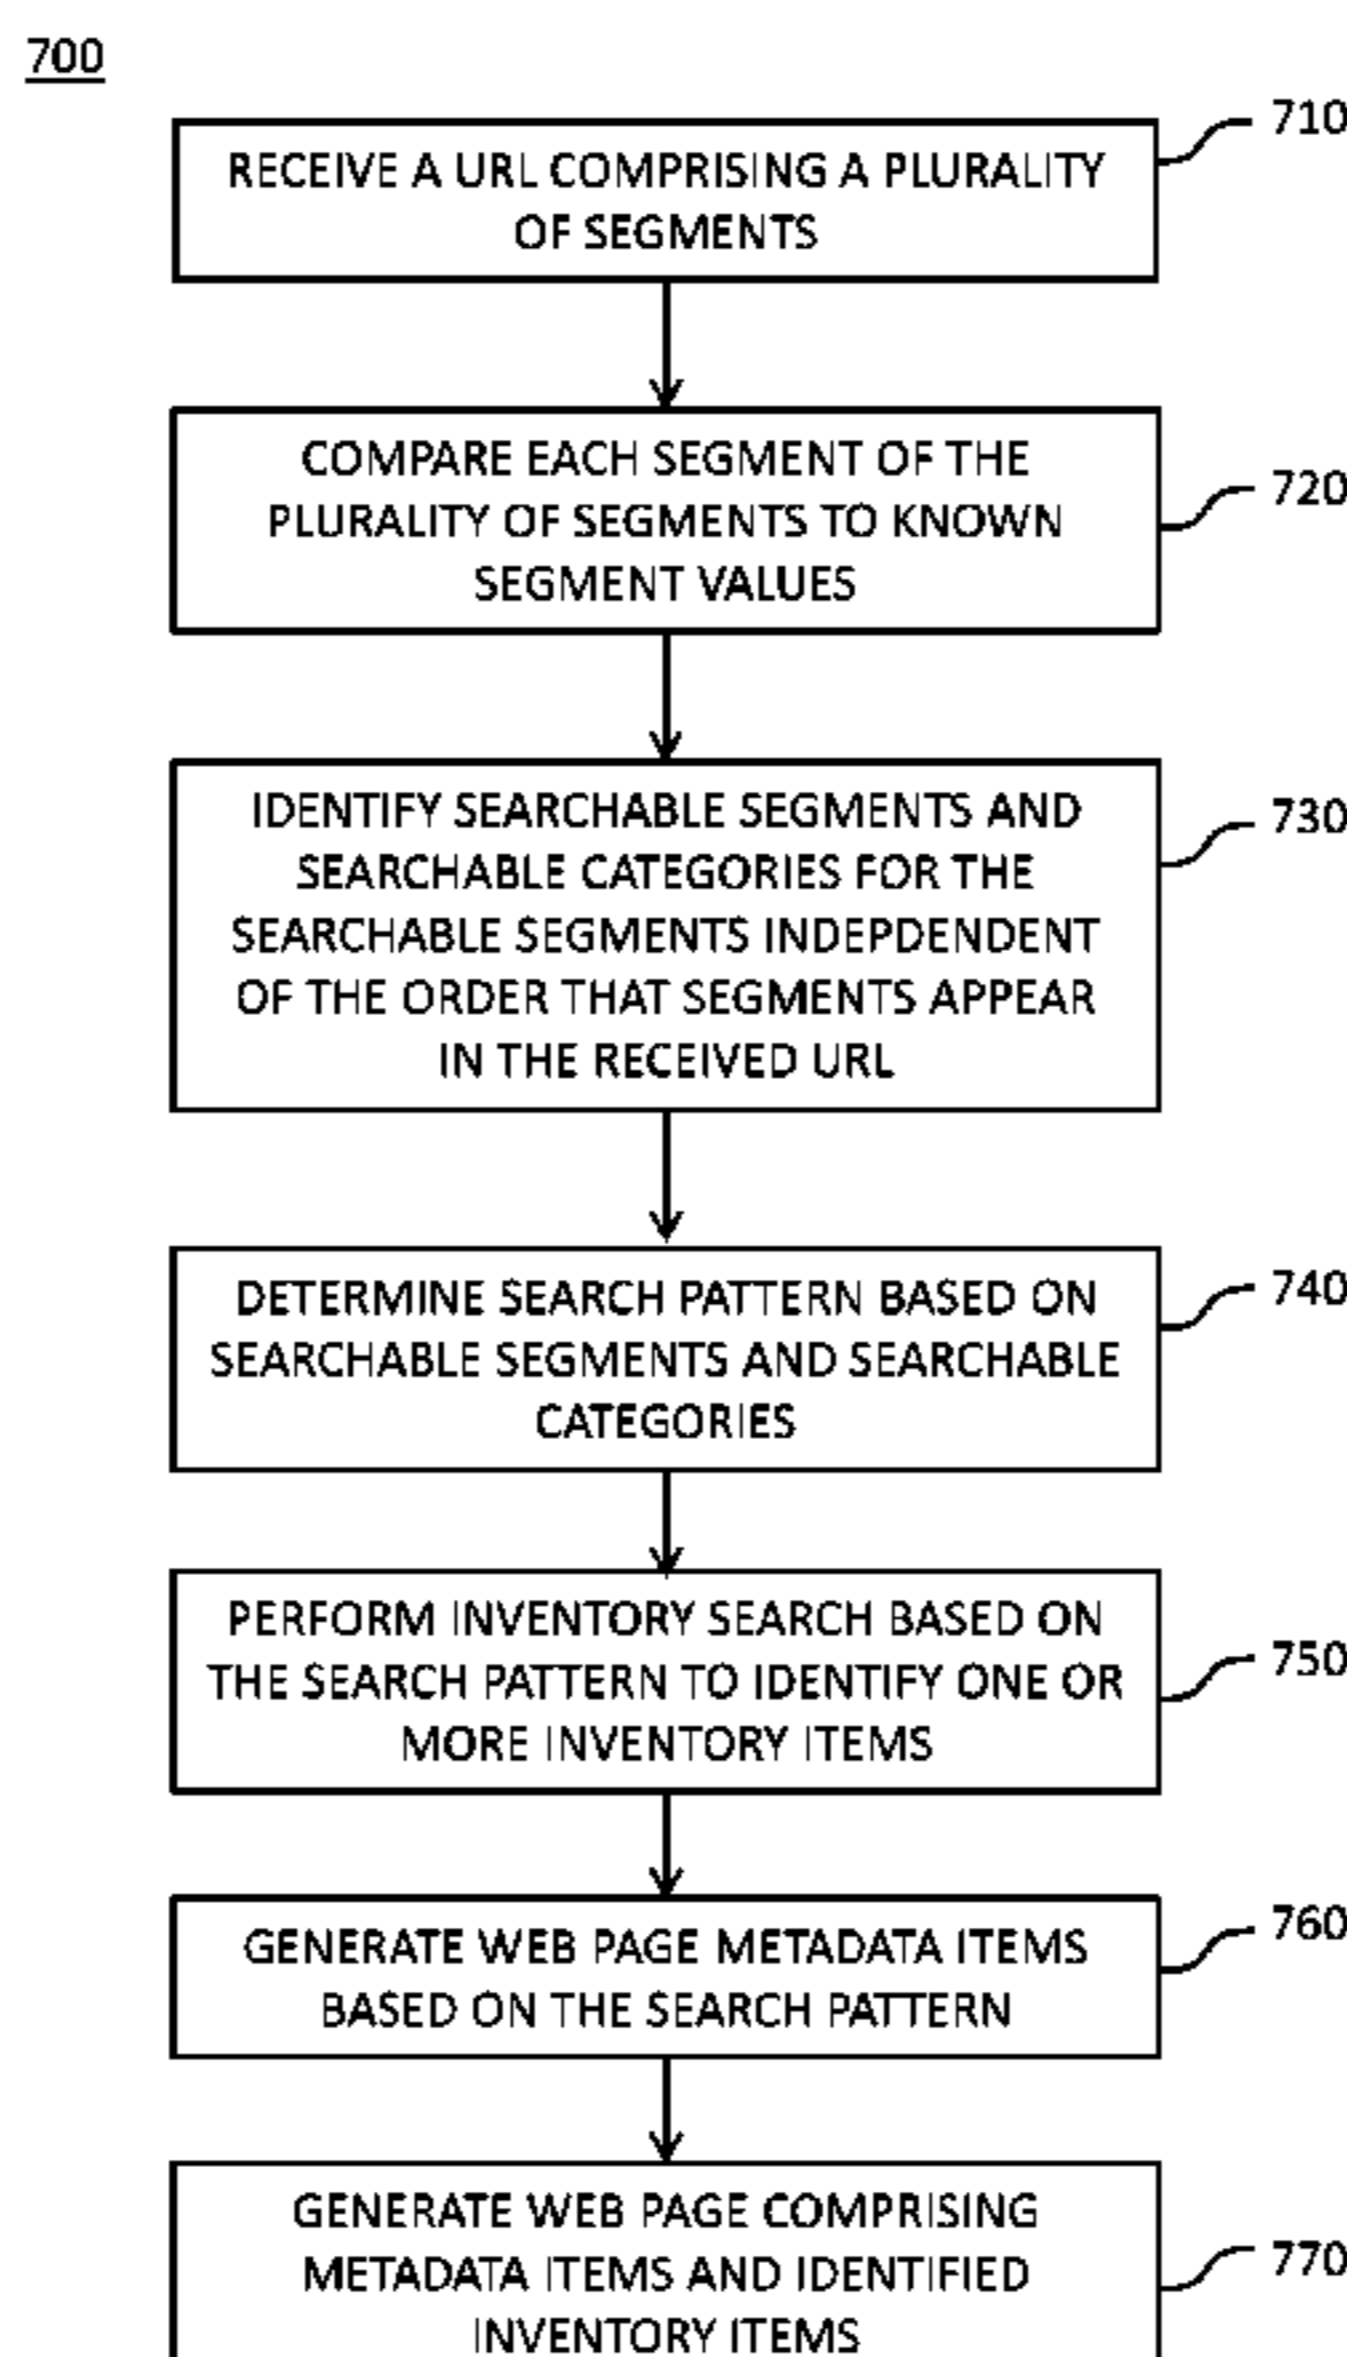 700
710
RECEIVE A URL COMPRISING A PLURALITY
OF SEGMENTS
COMPARE EACH SEGMENT OF THE
PLURALITY OF SEGMENTS TO KNOWN
SEGMENT VALUES
720
IDENTIFY SEARCHABLE SEGMENTS AND
SEARCHABLE CATEGORIES FOR THE
SEARCHABLE SEGMENTS INDEPDENDENT
OF THE ORDER THAT SEGMENTS APPEAR
IN THE RECEIVED URL
730
DETERMINE SEARCH PATTERN BASED ON
SEARCHABLE SEGMENTS AND SEARCHABLE
CATEGORIES
740
PERFORM INVENTORY SEARCH BASED ON
THE SEARCH PATTERN TO IDENTIFY ONE OR
MORE INVENTORY ITEMS
750
GENERATE WEB PAGE METADATA ITEMS
BASED ON THE SEARCH PATTERN
760
GENERATE WEB PAGE COMPRISING
METADATA ITEMS AND IDENTIFIED
INVENTORY ITEMS
770